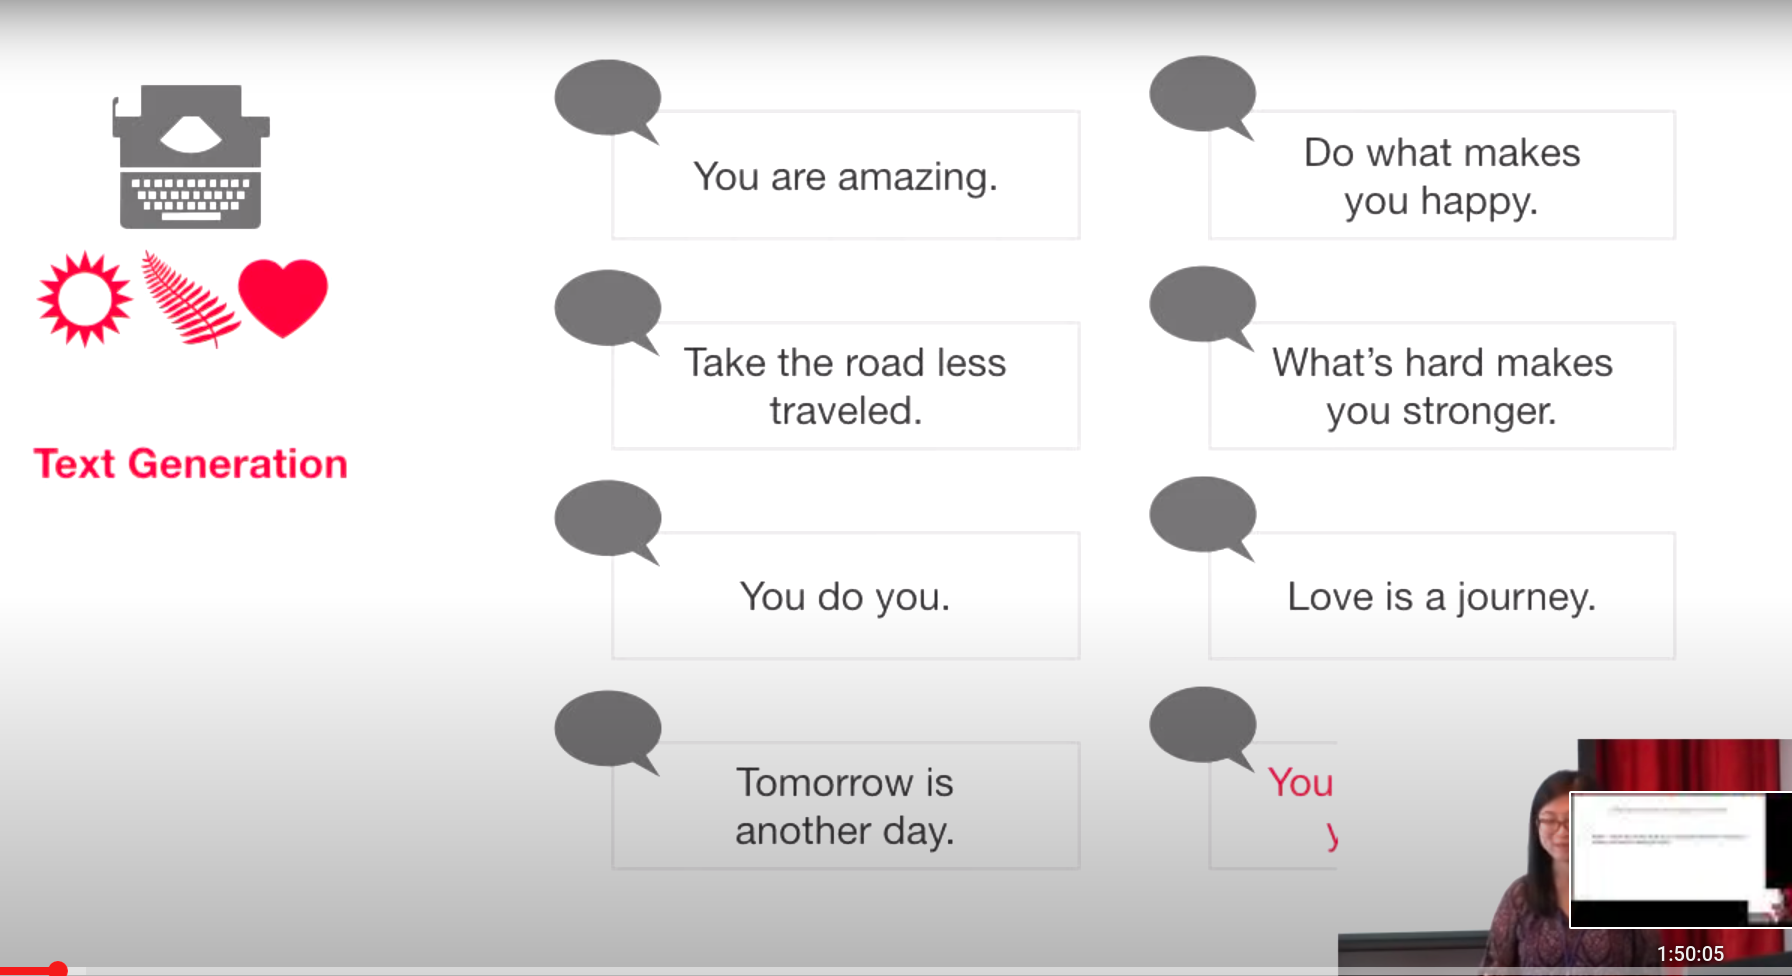 Text Generation
You are amazing.
Do what makes
you happy.
Take the road less
traveled.
What’s hard makes
you stronger.
You do you.
Love is a journey.
Tomorrow is
another day.
You
y
1:50:05